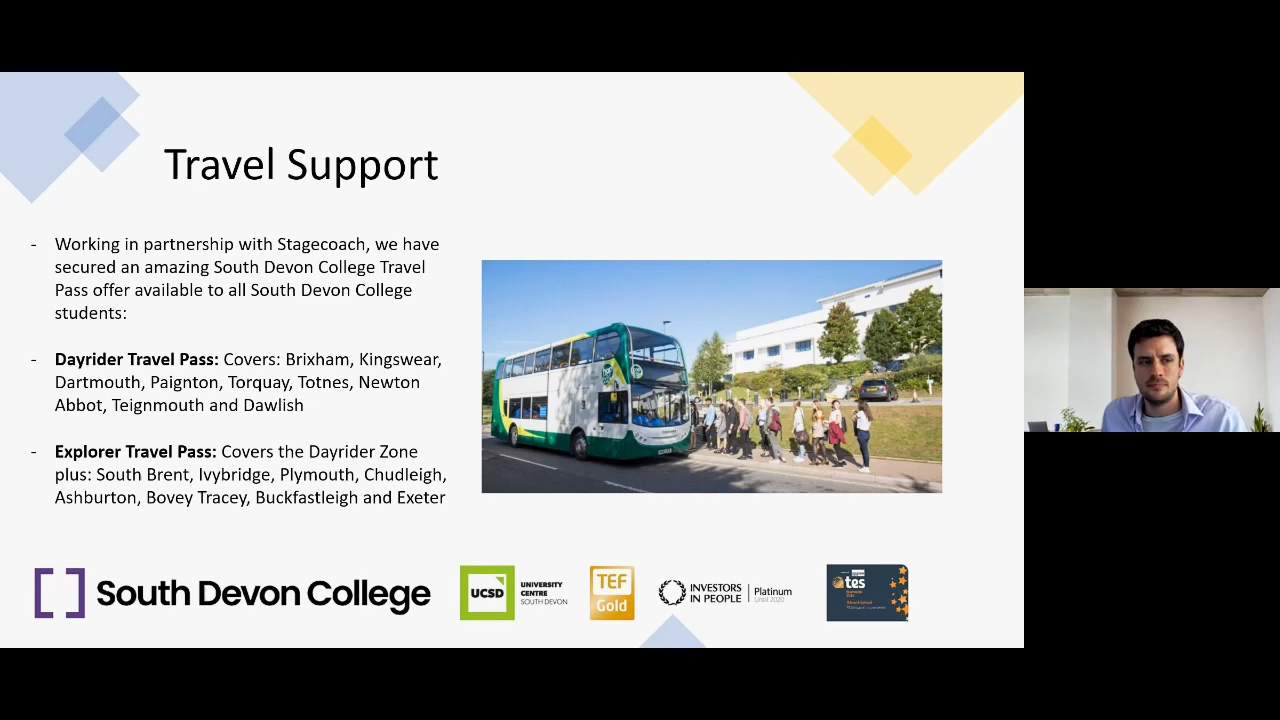 Travel Support
- Working in partnership with Stagecoach, we have
secured an amazing South Devon College Travel
Pass offer available to all South Devon College
students:
- Dayrider Travel Pass: Covers: Brixham, Kingswear,
Dartmouth, Paignton, Torquay, Totnes, Newton
Abbot, Teignmouth and Dawlish
- Explorer Travel Pass: Covers the Dayrider Zone
plus: South Brent, Ivybridge, Plymouth, Chudleigh,
Ashburton, Bovey Tracey, Buckfastleigh and Exeter
South Devon College
UCSD
UNIVERSITY
CENTRE
SOUTH DEVON
TEF
Gold
INVESTORS
IN PEOPLE
Platinum
Until 2020
tes